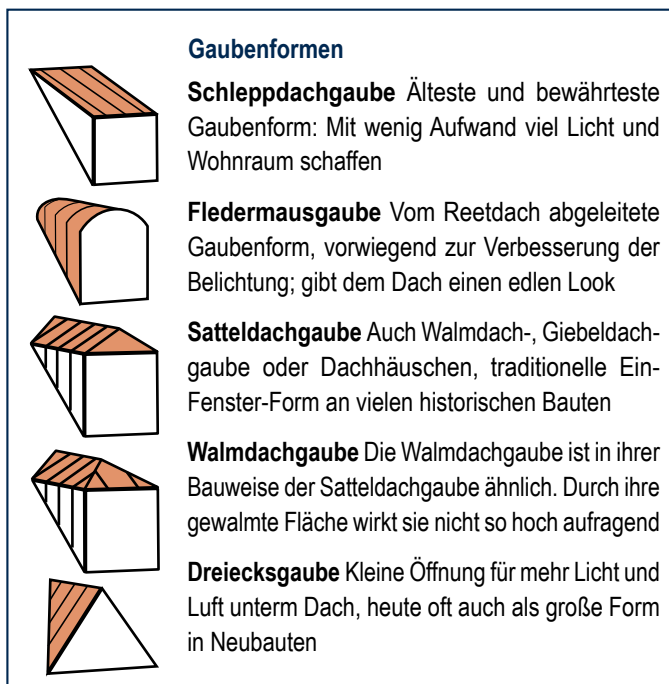 Gaubenformen
Schleppdachgaube Älteste und bewährteste
Gaubenform: Mit wenig Aufwand viel Licht und
Wohnraum schaffen
Fledermausgaube Vom Reetdach abgeleitete
Gaubenform, vorwiegend zur Verbesserung der
Belichtung; gibt dem Dach einen edlen Look
Satteldachgaube Auch Walmdach-, Giebeldach-
gaube oder Dachhäuschen, traditionelle Ein-
Fenster-Form an vielen historischen Bauten
Walmdachgaube Die Walmdachgaube ist in ihrer
Bauweise der Satteldachgaube ähnlich. Durch ihre
gewalmte Fläche wirkt sie nicht so hoch aufragend
Dreiecksgaube Kleine Öffnung für mehr Licht und
Luft unterm Dach, heute oft auch als große Form
in Neubauten